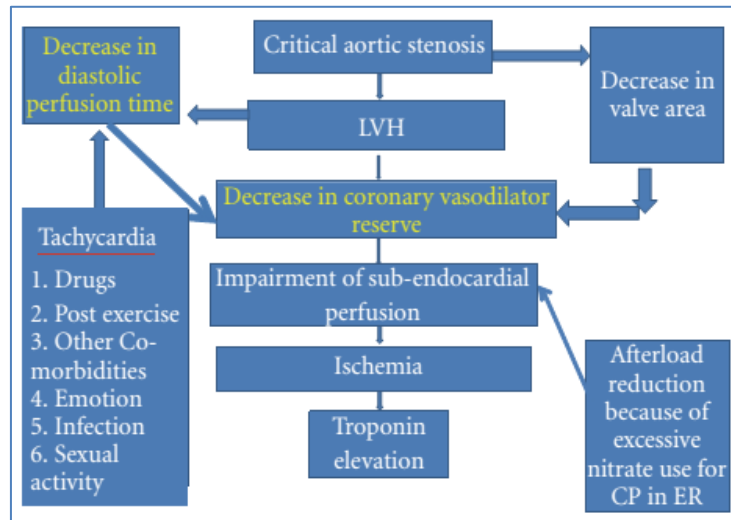 Decrease in
diastolic
perfusion time
Critical aortic stenosis
Decrease in
valve area
LVH
Decrease in coronary vasodilator
reserve
Tachycardia
1. Drugs
2. Post exercise
3. Other Co-
morbidities
4. Emotion
5. Infection
6. Sexual
activity
Impairment of sub-endocardial
perfusion
Ischemia
Troponin
elevation
Afterload
reduction
because of
excessive
nitrate use for
CP in ER